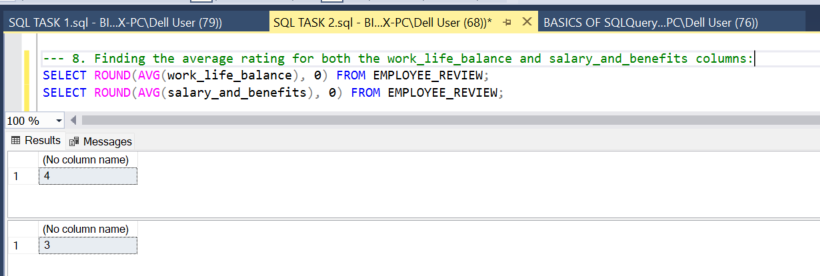 SQL TASK 1.sql - BI...X-PC\Dell User (79))
SQL TASK 2.sql - BI...X-PC\Dell User (68))*
BASICS OF SQLQuery...PC\Dell User (76))
--- 8. Finding the average rating for both the work_life_balance and salary_and_benefits columns:
SELECT ROUND(AVG(work_life_balance), 0) FROM EMPLOYEE_REVIEW;
SELECT ROUND(AVG(salary_and_benefits), 0) FROM EMPLOYEE_REVIEW;
100 %
Results Messages
(No column name)
1 4
(No column name)
1 3